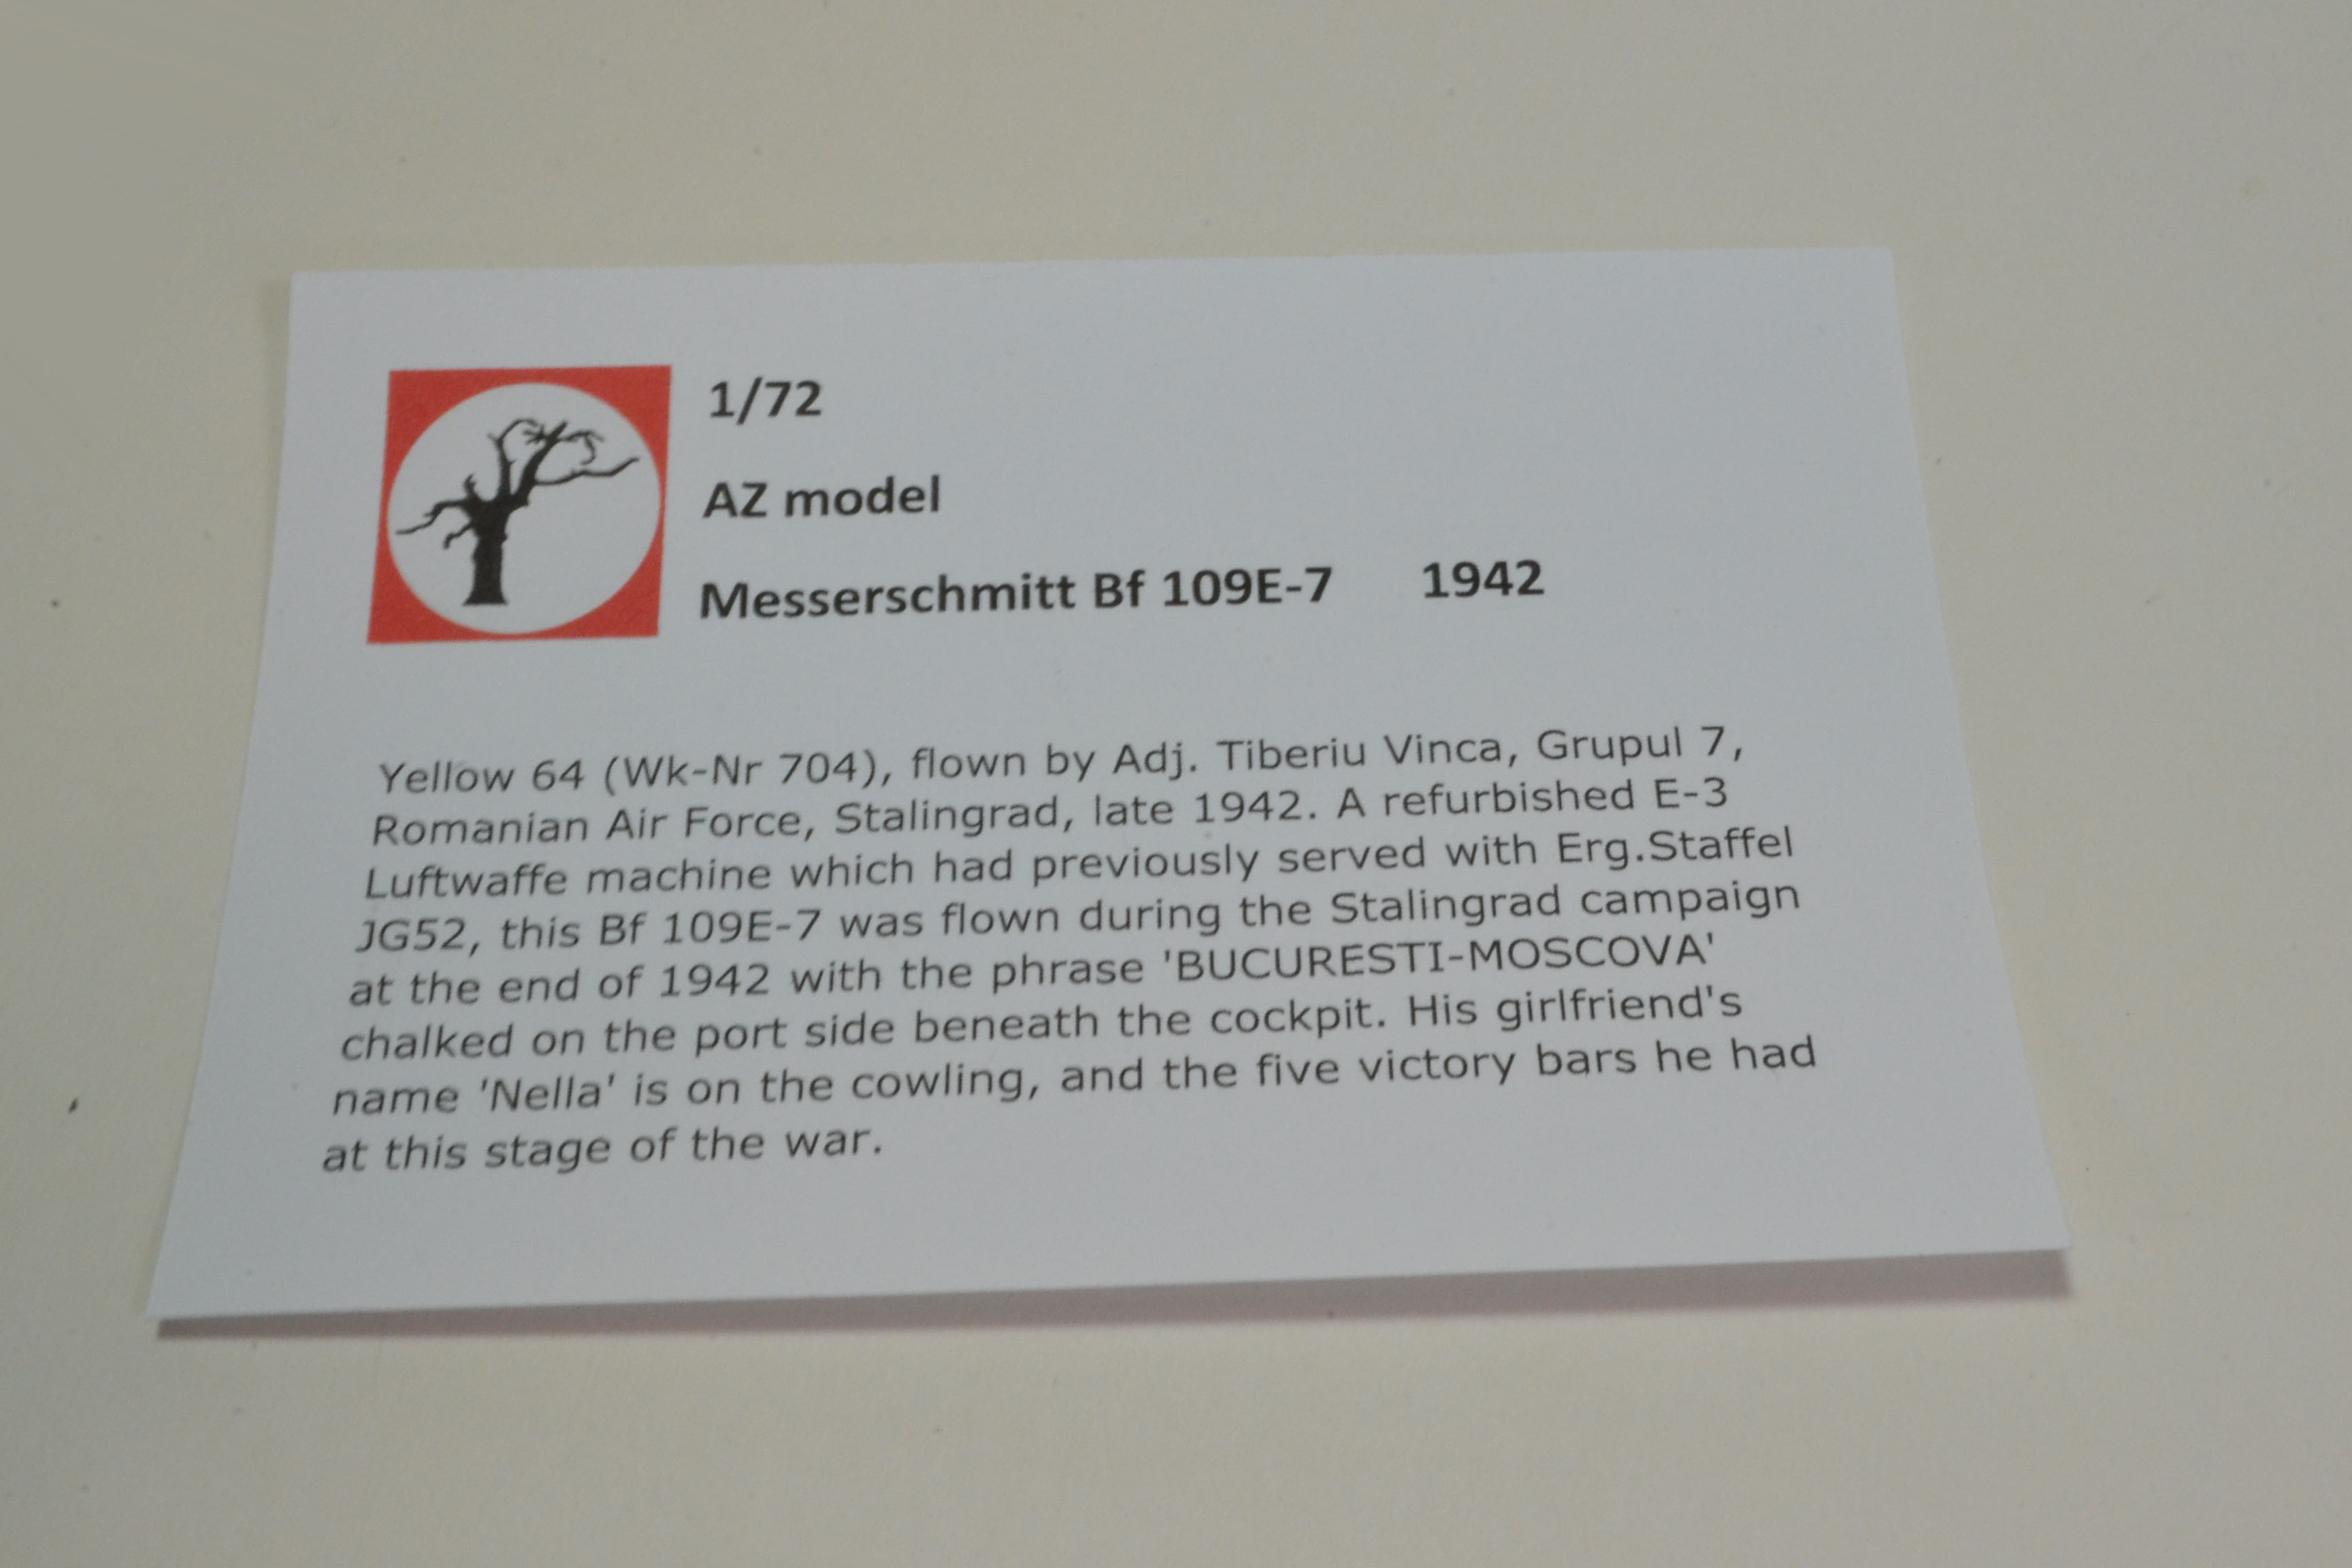 1/72
AZ model
Messerschmitt Bf 109E-7 1942
Yellow 64 (Wk-Nr 704), flown by Adj. Tiberiu Vinca, Grupul 7,
Romanian Air Force, Stalingrad, late 1942. A refurbished E-3
Luftwaffe machine which had previously served with Erg.Staffel
JG52, this Bf 109E-7 was flown during the Stalingrad campaign
at the end of 1942 with the phrase 'BUCURESTI-MOSCOVA'
chalked on the port side beneath the cockpit. His girlfriend's
name 'Nella' is on the cowling, and the five victory bars he had
at this stage of the war.